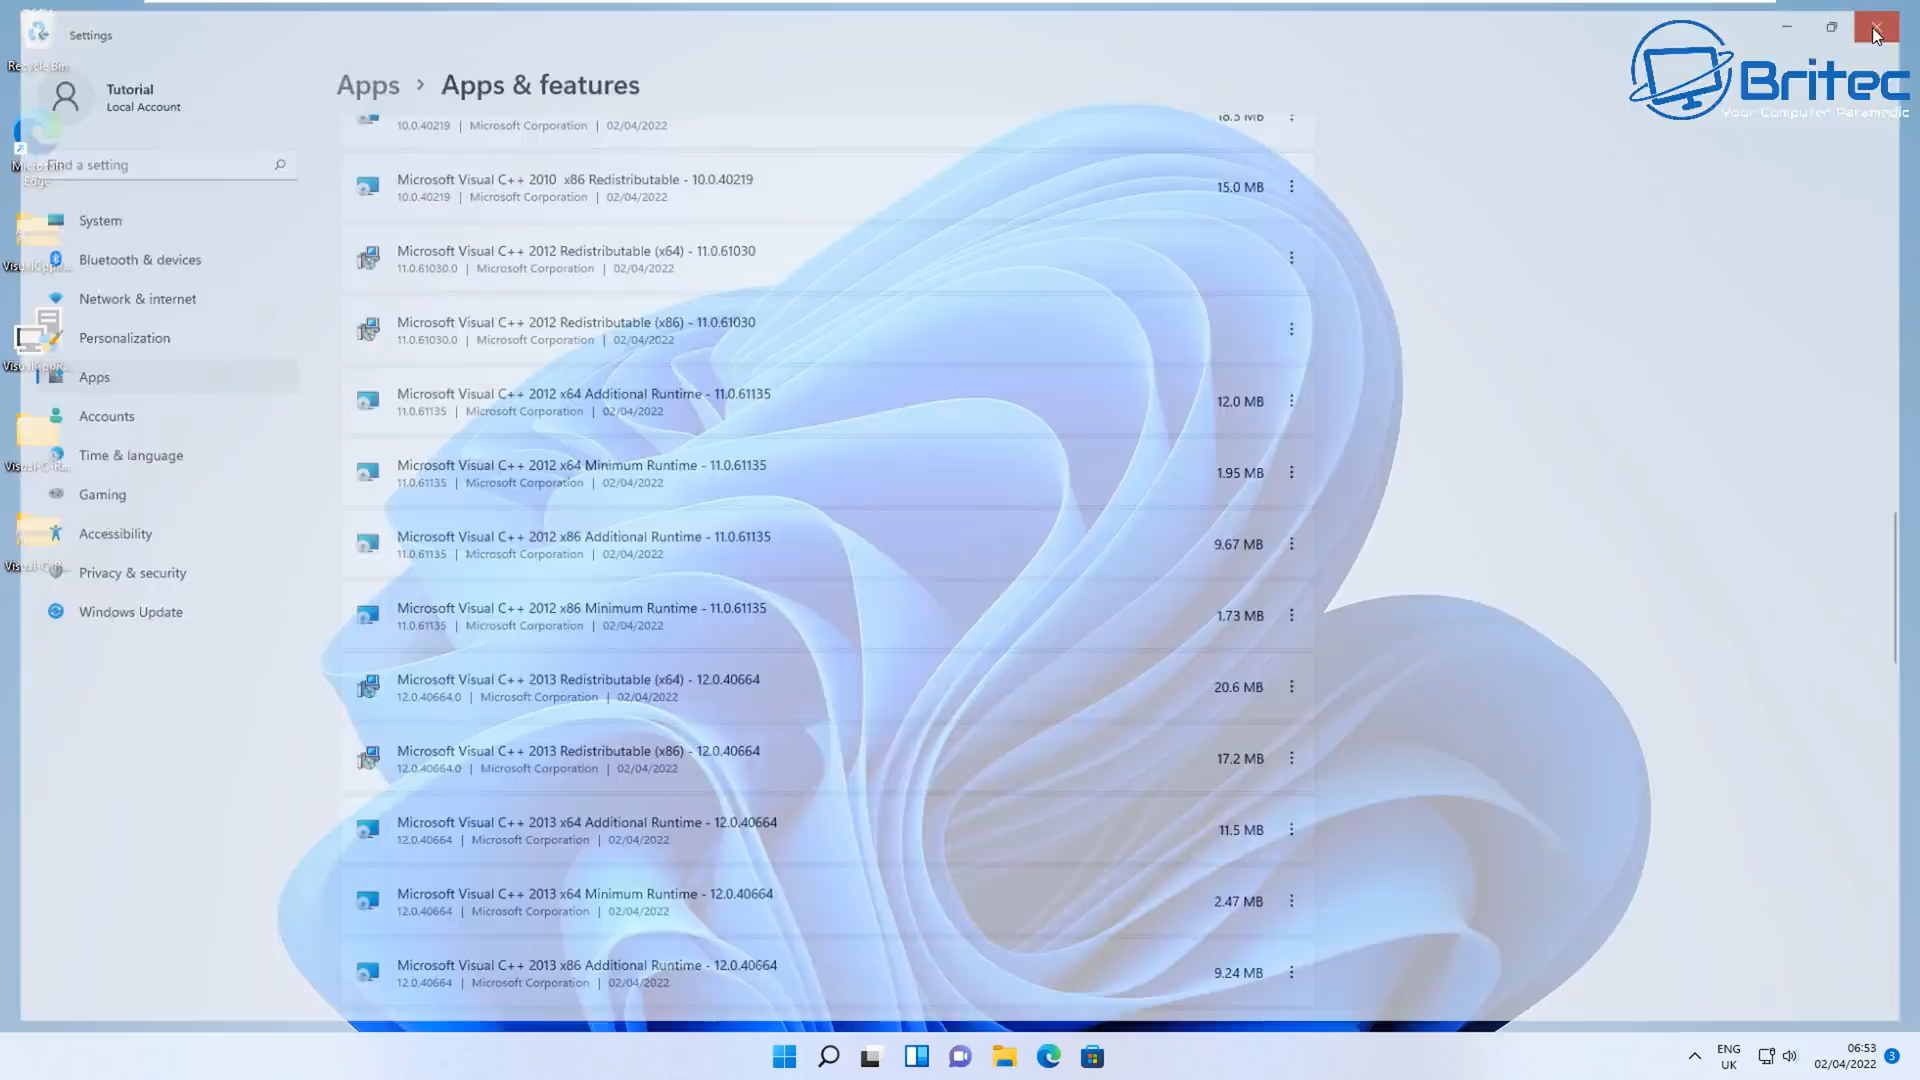 Settings
Recycle Bin
Tutorial
Local Account
Find a setting
Microsoft
Edge
System
Bluetooth & devices
Network & internet
Personalization
Apps
Accounts
Time & language
Gaming
Accessibility
Privacy & security
Windows Update
Apps › Apps & features
10.0.40219 | Microsoft Corporation | 02/04/2022
18.5 MB
Microsoft Visual C++ 2010 x86 Redistributable - 10.0.40219
10.0.40219 | Microsoft Corporation | 02/04/2022
15.0 MB
Microsoft Visual C++ 2012 Redistributable (x64) - 11.0.61030
11.0.61030.0 | Microsoft Corporation | 02/04/2022
Microsoft Visual C++ 2012 Redistributable (x86) - 11.0.61030
11.0.61030.0 | Microsoft Corporation | 02/04/2022
Microsoft Visual C++ 2012 x64 Additional Runtime - 11.0.61135
11.0.61135 | Microsoft Corporation | 02/04/2022
12.0 MB
Microsoft Visual C++ 2012 x64 Minimum Runtime - 11.0.61135
11.0.61135 | Microsoft Corporation | 02/04/2022
1.95 MB
Microsoft Visual C++ 2012 x86 Additional Runtime - 11.0.61135
11.0.61135 | Microsoft Corporation | 02/04/2022
9.67 MB
Microsoft Visual C++ 2012 x86 Minimum Runtime - 11.0.61135
11.0.61135 | Microsoft Corporation | 02/04/2022
1.73 MB
Microsoft Visual C++ 2013 Redistributable (x64) - 12.0.40664
12.0.40664.0 | Microsoft Corporation | 02/04/2022
20.6 MB
Microsoft Visual C++ 2013 Redistributable (x86) - 12.0.40664
12.0.40664.0 | Microsoft Corporation | 02/04/2022
17.2 MB
Microsoft Visual C++ 2013 x64 Additional Runtime - 12.0.40664
12.0.40664 | Microsoft Corporation | 02/04/2022
11.5 MB
Microsoft Visual C++ 2013 x64 Minimum Runtime - 12.0.40664
12.0.40664 | Microsoft Corporation | 02/04/2022
2.47 MB
Microsoft Visual C++ 2013 x86 Additional Runtime - 12.0.40664
12.0.40664 | Microsoft Corporation | 02/04/2022
9.24 MB
Britec
Your Computer Paramedic
ENG
UK
06:53
02/04/2022
3